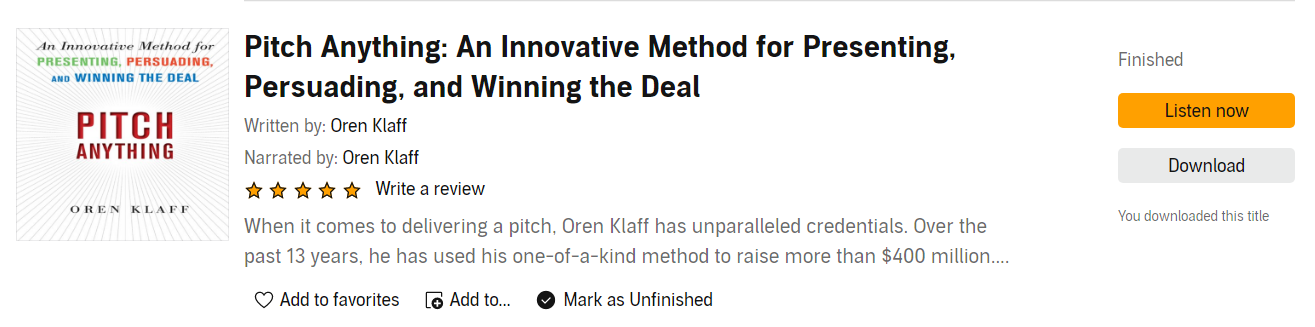 An Innovative Method for
PRESENTING, PERSUADING,
AND WINNING THE DEAL
PITCH
ANYTHING
OREN KLAFF
Pitch Anything: An Innovative Method for Presenting,
Persuading, and Winning the Deal
Written by: Oren Klaff
Narrated by: Oren Klaff
Write a review
When it comes to delivering a pitch, Oren Klaff has unparalleled credentials. Over the
past 13 years, he has used his one-of-a-kind method to raise more than $400 million....
Add to favorites
Add to...
Mark as Unfinished
Finished
Listen now
Download
You downloaded this title